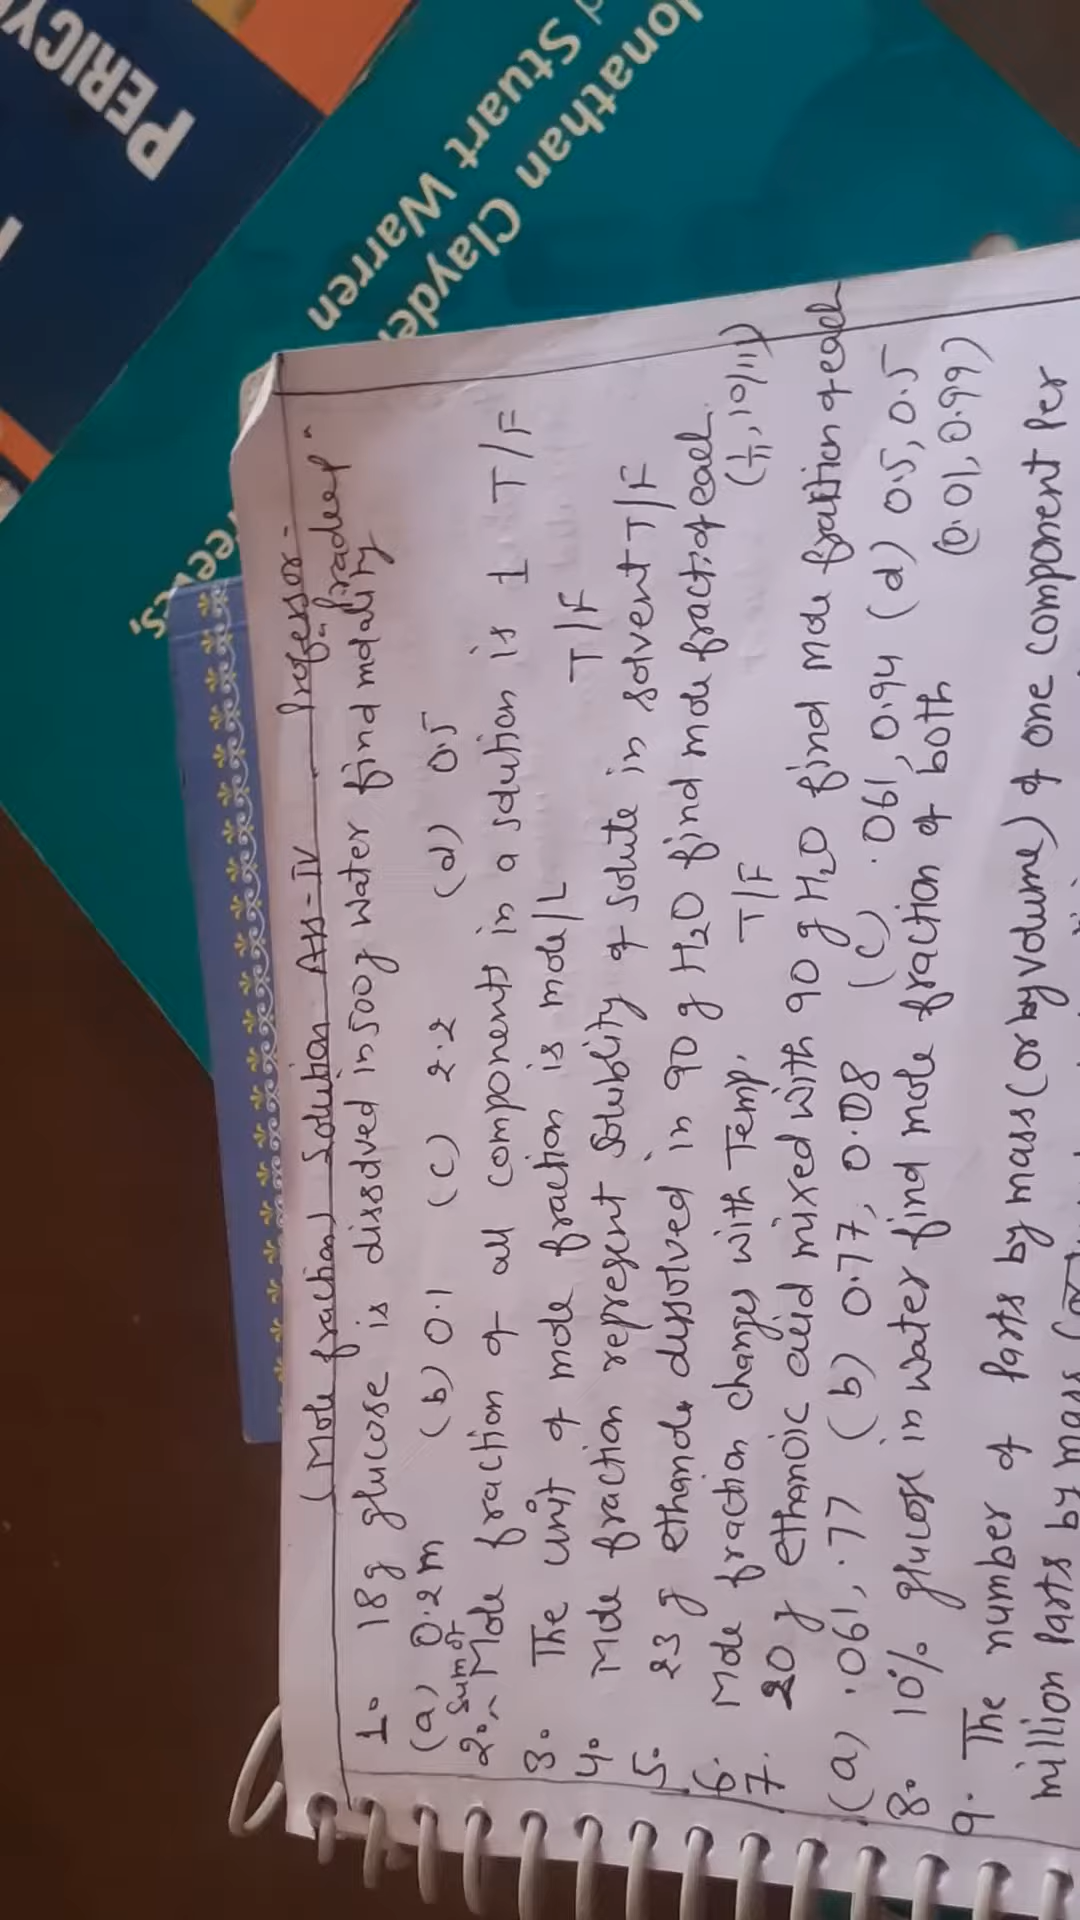 PERICY
Jonathan Clayde
d Stuart Warren
(Mole fraction) Solution AB-IV Professor-
"Pradeep"
1. 18g glucose is dissolved in 500g water find molality
(a) 0.2m (b) 0.1 (c) 2.2 (d) 0.5
2. Sum of Mole fraction of all components in a solution is 1 T/F
3. The unit of mole fraction is mole/L T/F
4. Mole fraction represent solublity of solute in solvent T/F
5. 23 g ethanol dissolved in 90 g H2O find mole fract; of each.
(1/11, 10/11)
6. Mole fraction changes with Temp. T/F
7. 20 g ethanoic acid mixed with 90 g H2O find mole fraction of each
(a) .061, .77 (b) 0.77, 0.08 (c) .061, 0.94 (d) 0.5, 0.5
8. 10% glucose in water find mole fraction of both (0.01, 0.99)
9. The number of parts by mass (or by volume) of one component per
million parts by mass